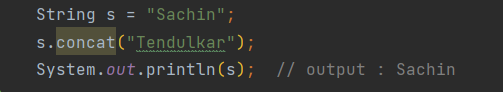 String s = "Sachin";
s.concat("Tendulkar");
System.out.println(s);  // output : Sachin